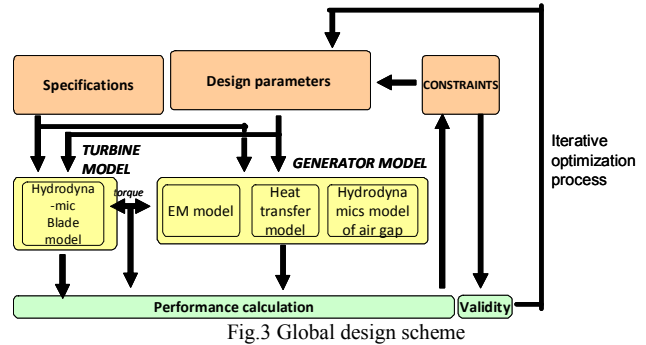 Specifications
Design parameters
CONSTRAINTS
Iterative
optimization
process
TURBINE
MODEL
GENERATOR MODEL
Hydrodyna
-mic
Blade
model
torque
EM model
Heat
transfer
model
Hydrodyna
mics model
of air gap
Performance calculation
Validity
Fig.3 Global design scheme